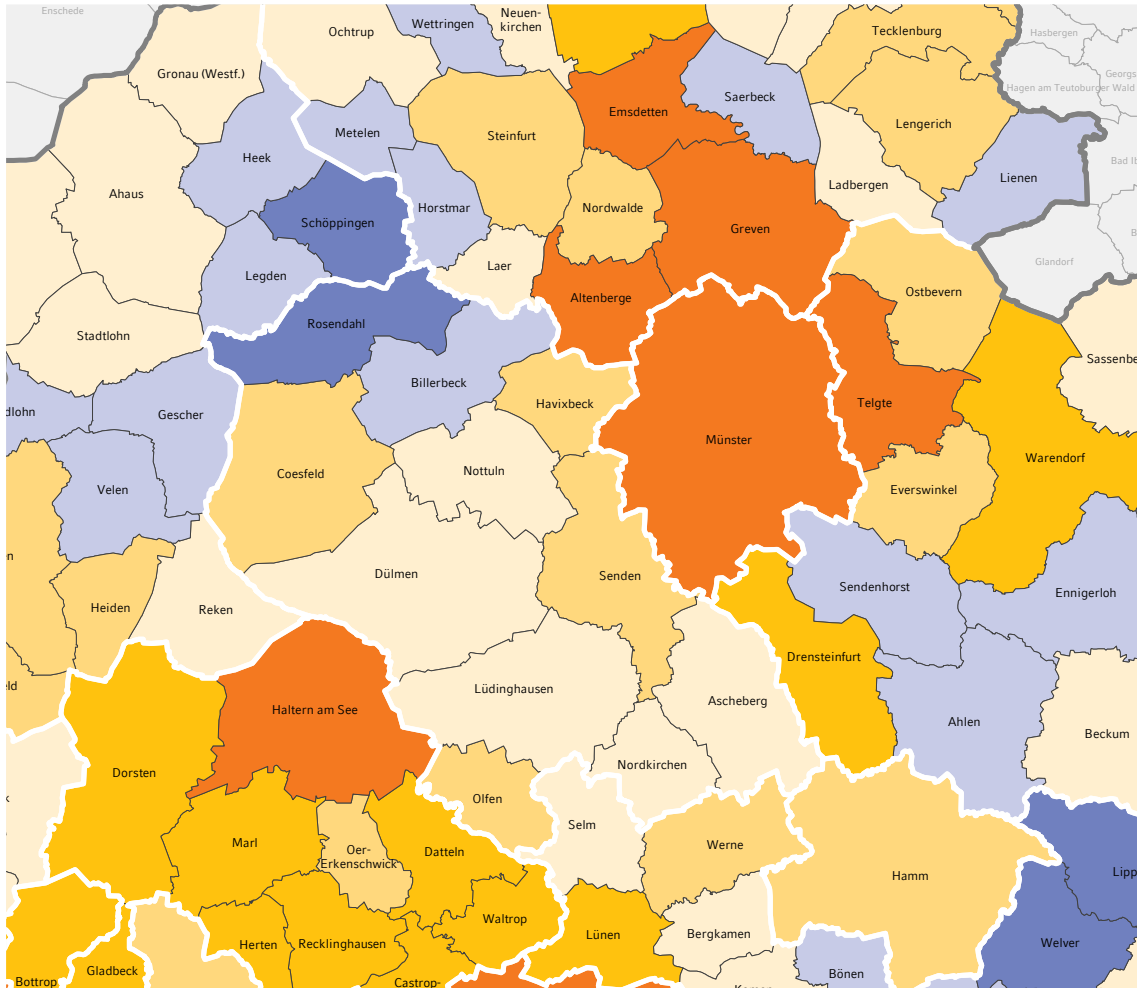 Enschede
Wettringen
Neuen-
kirchen
Ochtrup
Tecklenburg
Hasbergen
Gronau (Westf.)
Georgs
Hagen am Teutoburger Wald
Saerbeck
Emsdetten
Lengerich
Metelen
Steinfurt
Heek
Bad Ib
Lienen
Ladbergen
Ahaus
Nordwalde
Horstmar
Schöppingen
Greven
Glandorf
Laer
Legden
Altenberge
Ostbevern
Rosendahl
Stadtlohn
Sassenbe
Billerbeck
Havixbeck
Telgte
dlohn
Gescher
Münster
Warendorf
Nottuln
Coesfeld
Velen
Everswinkel
en
Dülmen
Senden
Sendenhorst
Ennigerloh
Heiden
Reken
Drensteinfurt
eld
Lüdinghausen
Ascheberg
Haltern am See
Ahlen
Beckum
Nordkirchen
Dorsten
Olfen
k
Selm
Marl
Oer-
Erkenschwick
Datteln
Werne
Hamm
Lipp
Waltrop
Herten
Recklinghausen
Lünen
Bergkamen
Welver
Gladbeck
Bönen
Bottrop
Castrop-